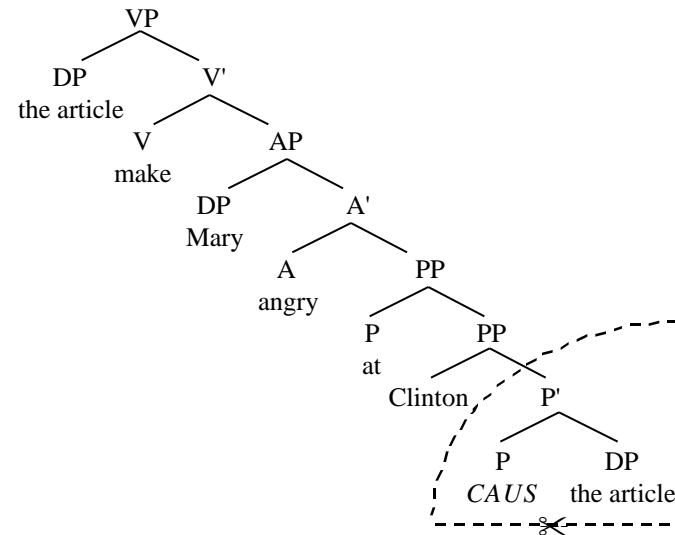 VP
DP V'
the article
V AP
make
DP A'
Mary
A PP
angry
P PP
at
Clinton P'
P DP
CAUS the article